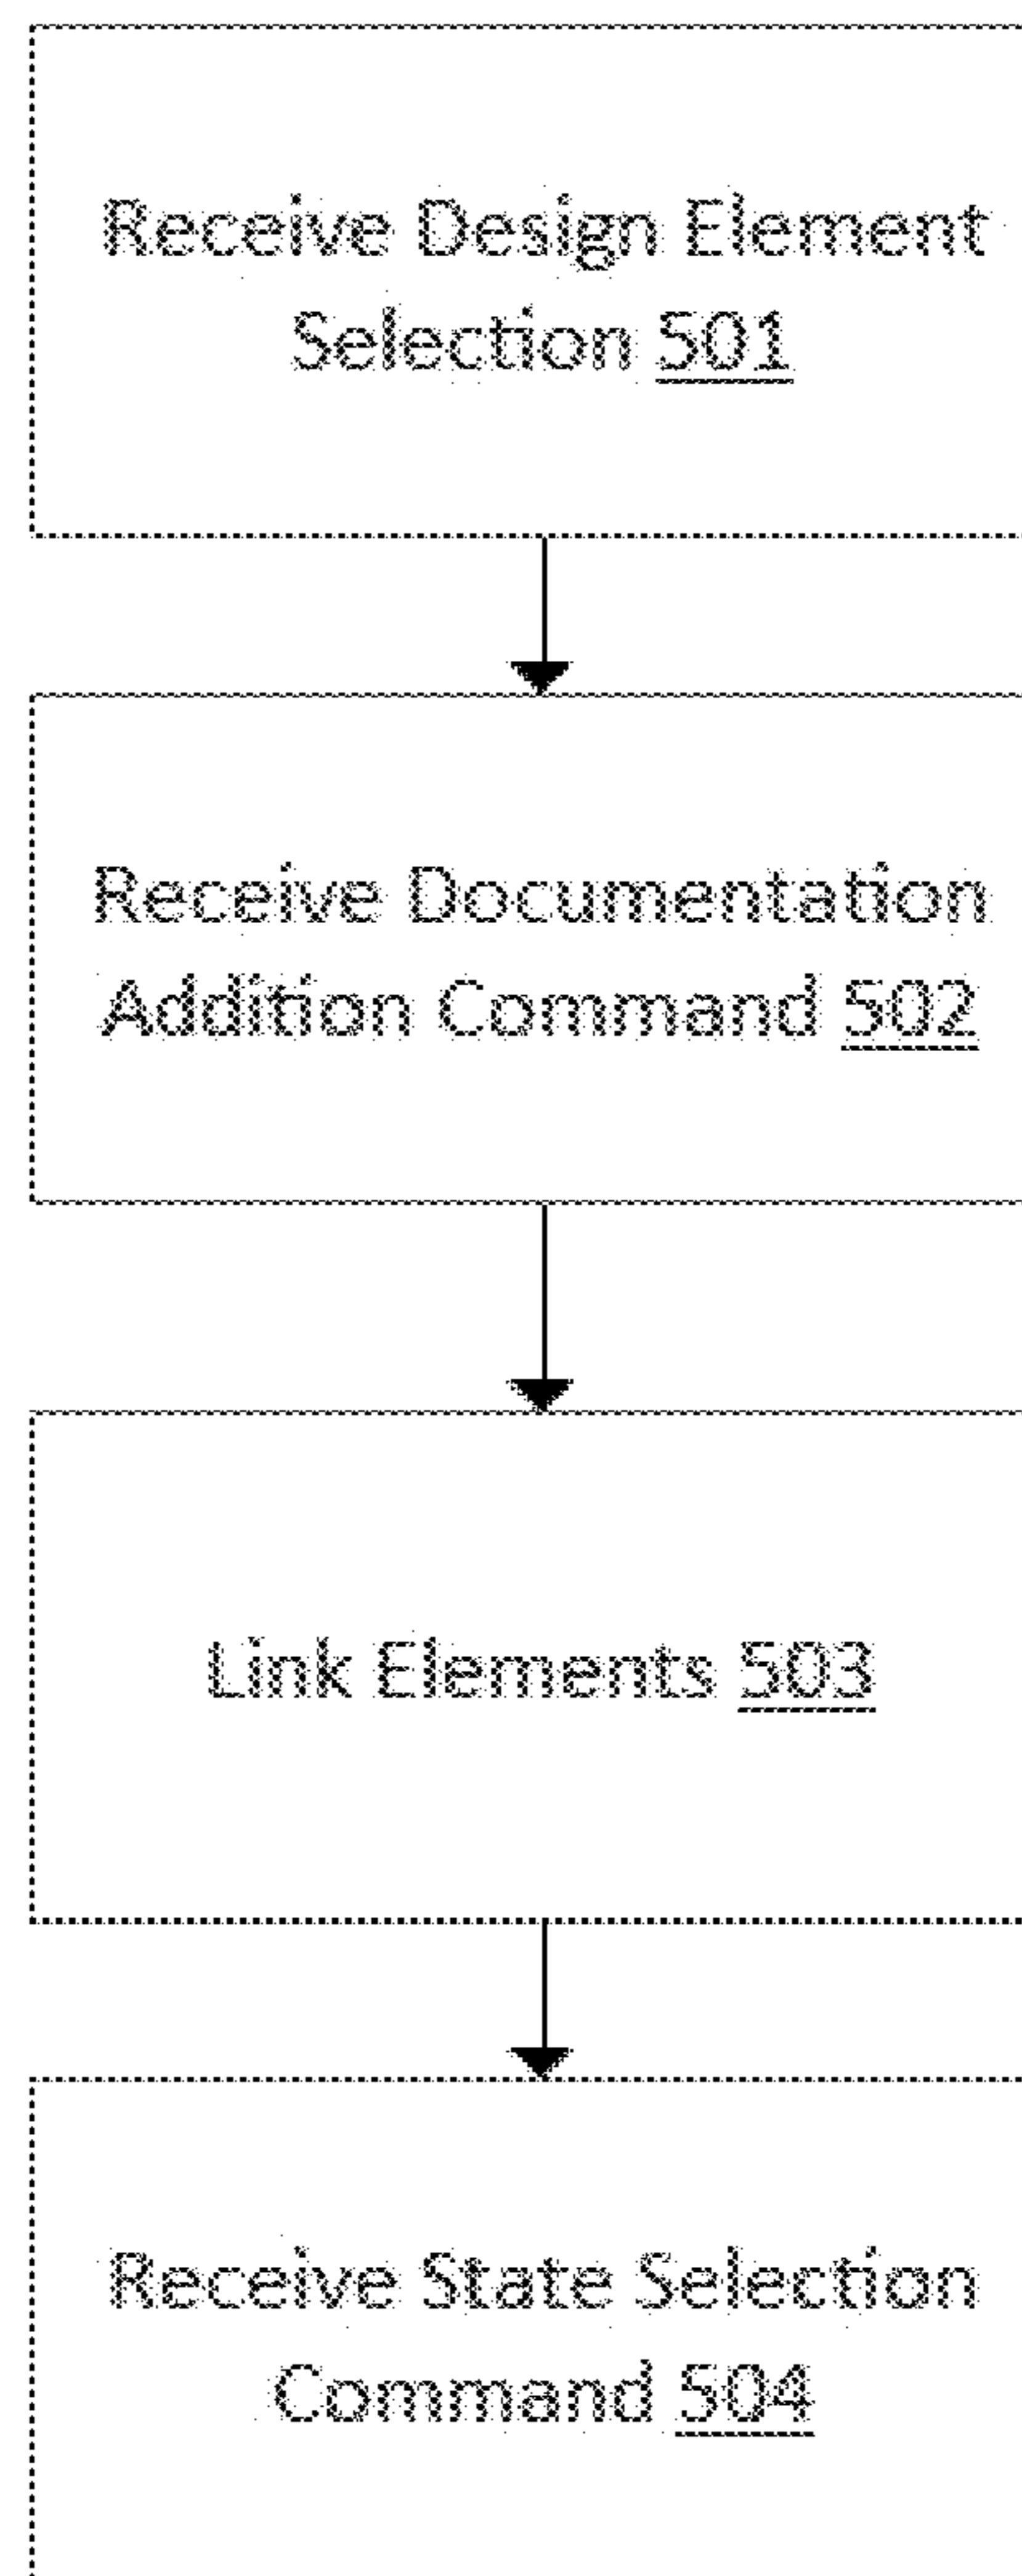 Receive Design Element
Selection 501
Receive Documentation
Addition Command 502
Link Elements 503
Receive State Selection
Command 504